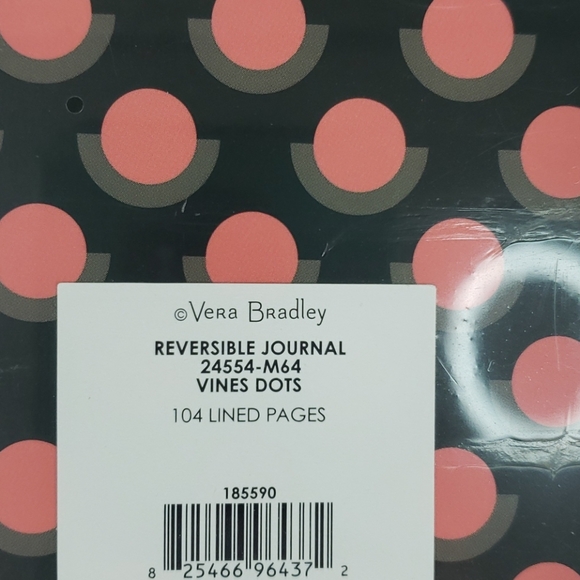 ©Vera Bradley
REVERSIBLE JOURNAL
24554-M64
VINES DOTS
104 LINED PAGES
185590
8 25466 96437 2